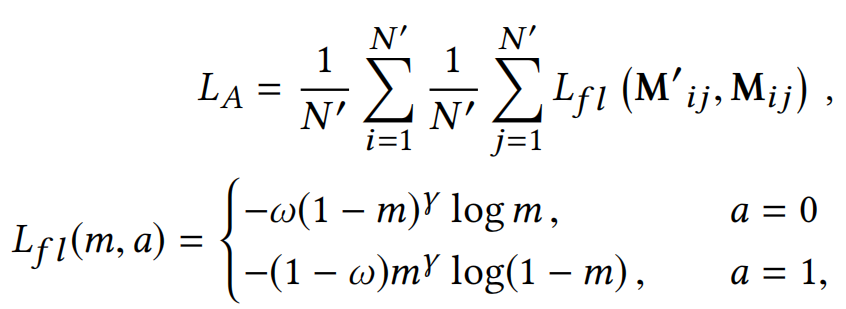 L_A = \frac{1}{N'} \sum_{i=1}^{N'} \frac{1}{N'} \sum_{j=1}^{N'} L_{fl} \left( \mathbf{M'}_{ij}, \mathbf{M}_{ij} \right) ,
L_{fl}(m, a) = \begin{cases} -\omega(1 - m)^{\gamma} \log m , & a = 0 \\ -(1 - \omega)m^{\gamma} \log(1 - m) , & a = 1, \end{cases}